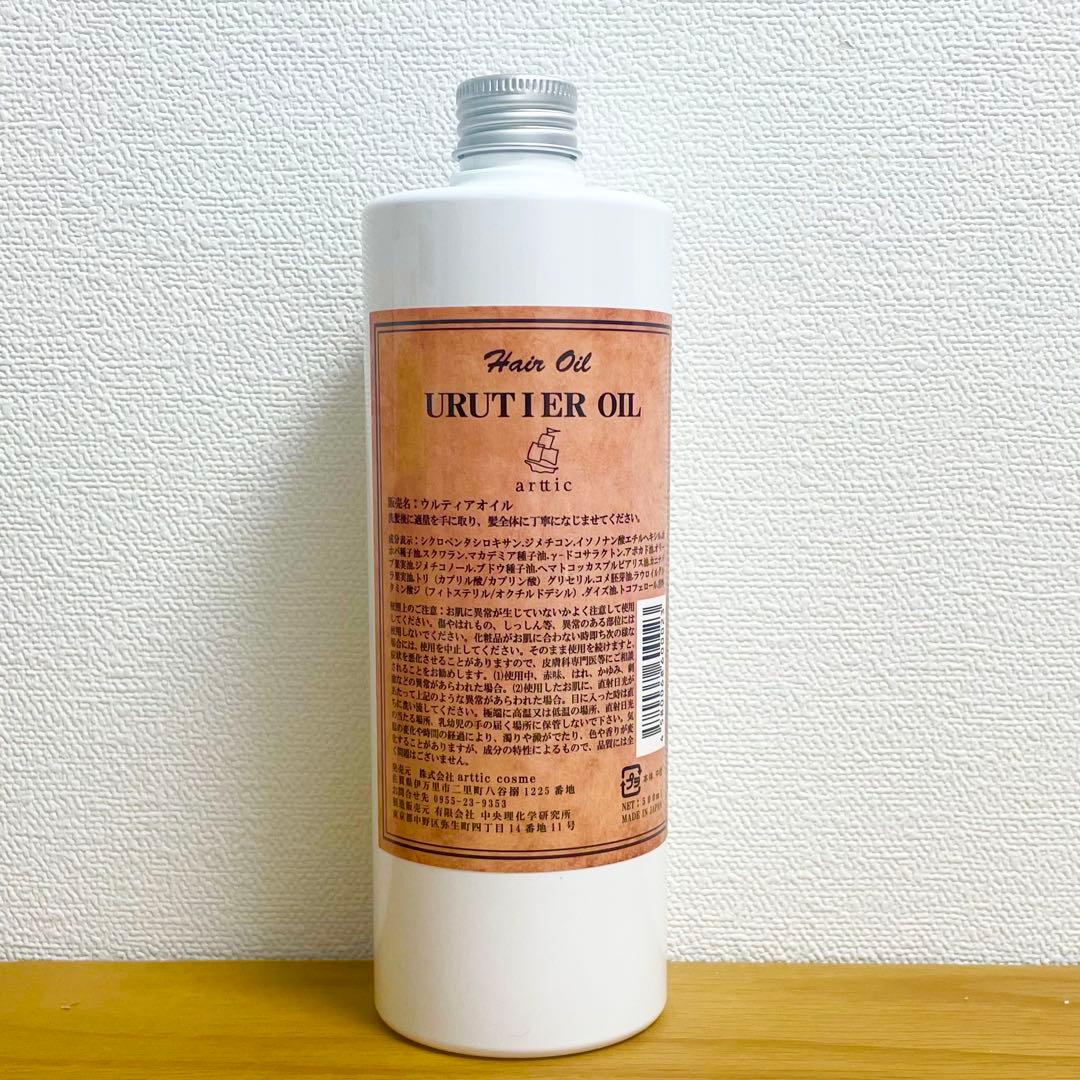 Hair Oil
URUTIER OIL
arttic
販売名：ウルティアオイル
洗髪後に適量を手に取り、髪全体に丁寧になじませてください。
成分表示：シクロペンタシロキサン.ジメチコン.イソノナン酸エチルヘキシル.ホ
ホバ種子油.スクワラン.マカデミア種子油.γ-ドコサラクトン.アボカド油.オリー
ブ果実油.ジメチコノール.ブドウ種子油.ヘマトコッカスプルビアリス油.カニナバ
ラ果実油.トリ（カプリル酸/カプリン酸）グリセリル.コメ胚芽油.ラウロイルグル
タミン酸ジ（フィトステリル/オクチルドデシル）.ダイズ油.トコフェロール.香料
使用上のご注意：お肌に異常が生じていないかよく注意して使用
してください。傷やはれもの、しっしん等、異常のある部位には
使用しないでください。化粧品がお肌に合わない時即ち次の様な
場合には、使用を中止してください。そのまま使用を続けますと、
症状を悪化させることがありますので、皮膚科専門医等にご相談
されることをお勧めします。(1)使用中、赤味、はれ、かゆみ、刺
激などの異常があらわれた場合。(2)使用したお肌に、直射日光が
あたって上記のような異常があらわれた場合。目に入った時は直
ちに洗い流してください。極端に高温又は低温の場所、直射日光
の当たる場所、乳幼児の手の届く場所に保管しないで下さい。気
温の変化や時間の経過により、濁りや澱がでたり、色や香りが変
化することがありますが、成分の特性によるもので、品質には全
く問題はございません。
発売元 株式会社 arttic cosme
佐賀県伊万里市二里町八谷搦1225番地
お問合せ先 0955-23-9353
製造販売元 有限会社 中央理化学研究所
東京都中野区弥生町四丁目14番地11号
プラ
本体.中栓
NET：500ml
MADE IN JAPAN